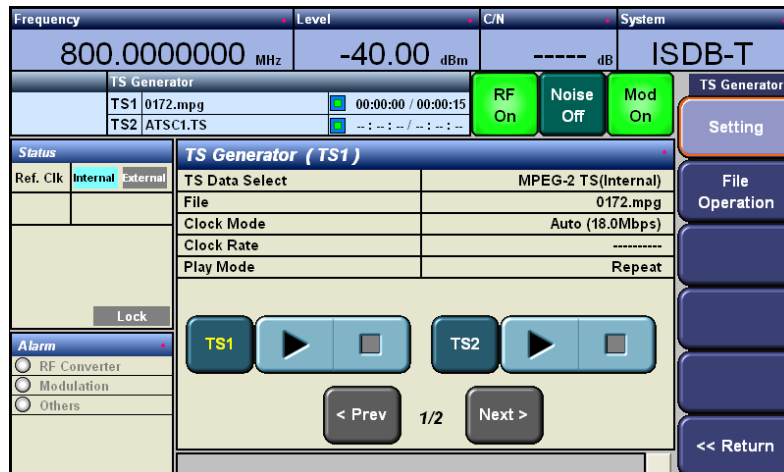 Frequency Level C/N System
800.0000000 MHz -40.00 dBm ----- dB ISDB-T
TS Generator
TS1 0172.mpg 00:00:00 / 00:00:15
TS2 ATSC1.TS --:--:-- / --:--:--
RF On
Noise Off
Mod On
TS Generator
Setting
File Operation
<< Return
Status
Ref. Clk Internal External
Lock
Alarm
RF Converter
Modulation
Others
TS Generator ( TS1 )
TS Data Select MPEG-2 TS(Internal)
File 0172.mpg
Clock Mode Auto (18.0Mbps)
Clock Rate ----------
Play Mode Repeat
TS1 TS2
< Prev 1/2 Next >